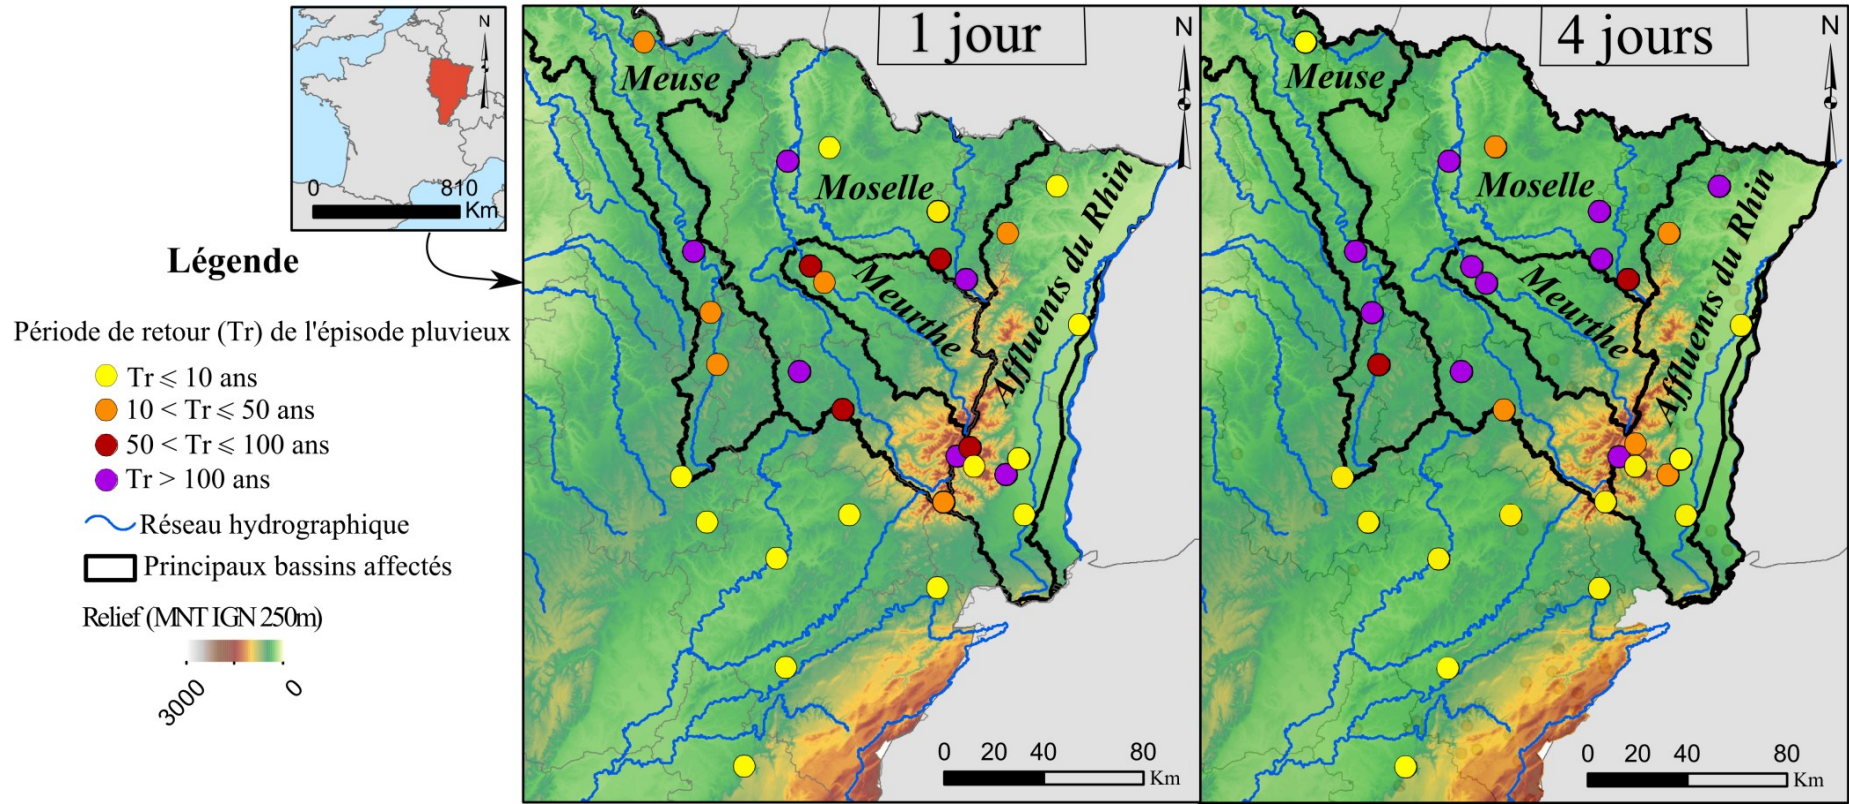 N
0 810
Km
Légende
Période de retour (Tr) de l'épisode pluvieux
Tr ⩽ 10 ans
10 < Tr ⩽ 50 ans
50 < Tr ⩽ 100 ans
Tr > 100 ans
Réseau hydrographique
Principaux bassins affectés
Relief (MNT IGN 250m)
3000 0
1 jour
N
Meuse
Moselle
Meurthe
Affluents du Rhin
0 20 40 80
Km
4 jours
N
Meuse
Moselle
Meurthe
Affluents du Rhin
0 20 40 80
Km